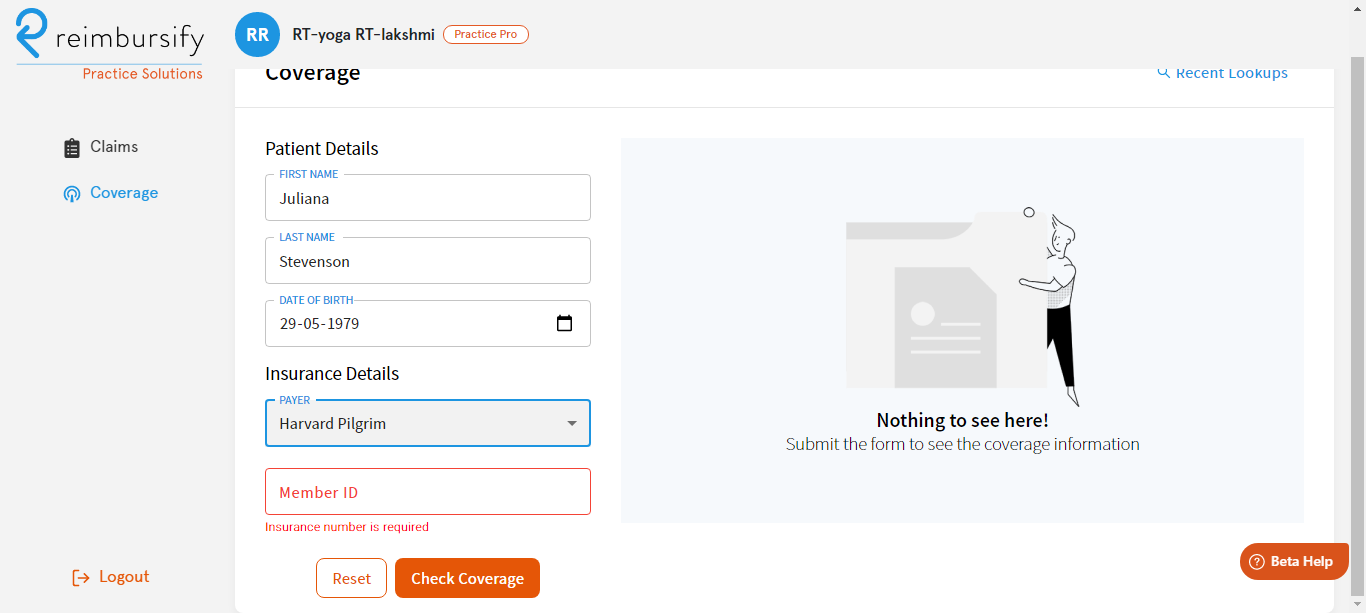 reimbursify
Practice Solutions
RR
RT-yoga RT-lakshmi
Practice Pro
Claims
Coverage
Logout
Coverage
Recent Lookups
Patient Details
FIRST NAME
Juliana
LAST NAME
Stevenson
DATE OF BIRTH
29-05-1979
Insurance Details
PAYER
Harvard Pilgrim
Member ID
Insurance number is required
Reset
Check Coverage
Nothing to see here!
Submit the form to see the coverage information
Beta Help